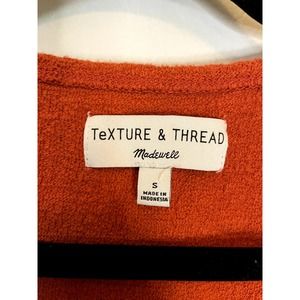 TeXTURE & THREAD
Madewell
S
MADE IN
INDONESIA